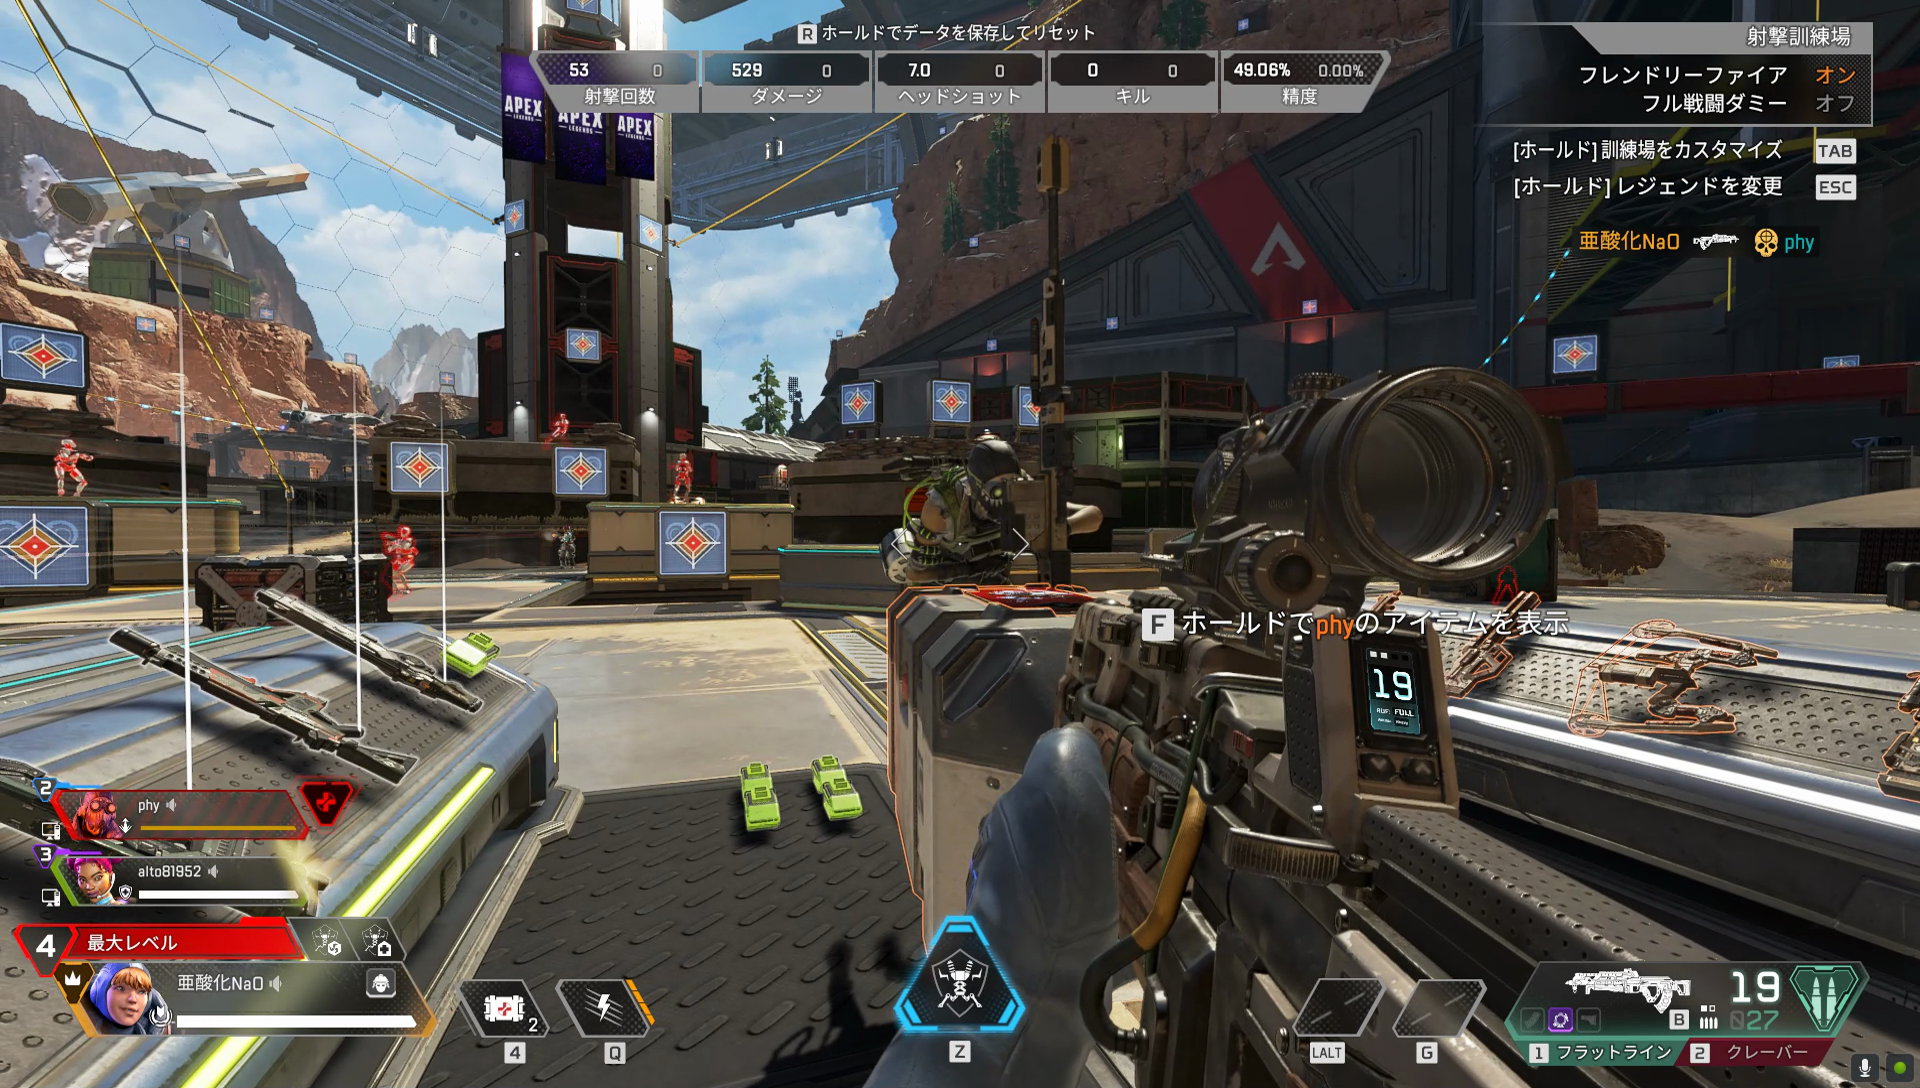 R ホールドでデータを保存してリセット
53 0 529 0 7.0 0 0 0 49.06% 0.00%
射撃回数 ダメージ ヘッドショット キル 精度
射撃訓練場
フレンドリーファイア オン
フル戦闘ダミー オフ
[ホールド]訓練場をカスタマイズ TAB
[ホールド]レジェンドを変更 ESC
亜酸化NaO phy
APEX LEGENDS
APEX LEGENDS
APEX LEGENDS
F ホールドでphyのアイテムを表示
19
FULL
2
phy
3
alto81952
4 最大レベル
亜酸化NaO
2
4 Q Z LALT G
19
B 027
1 フラットライン 2 クレーバー